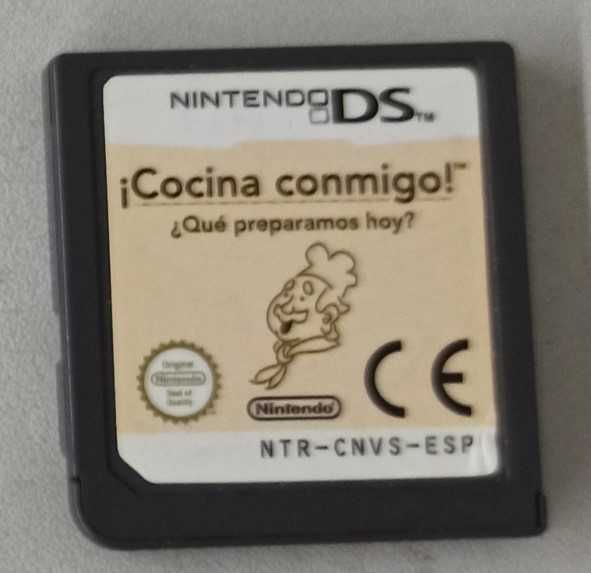 NINTENDO DS™
¡Cocina conmigo!™
¿Qué preparamos hoy?
Original
Nintendo
Seal of
Quality
Nintendo
CE
NTR-CNVS-ESP